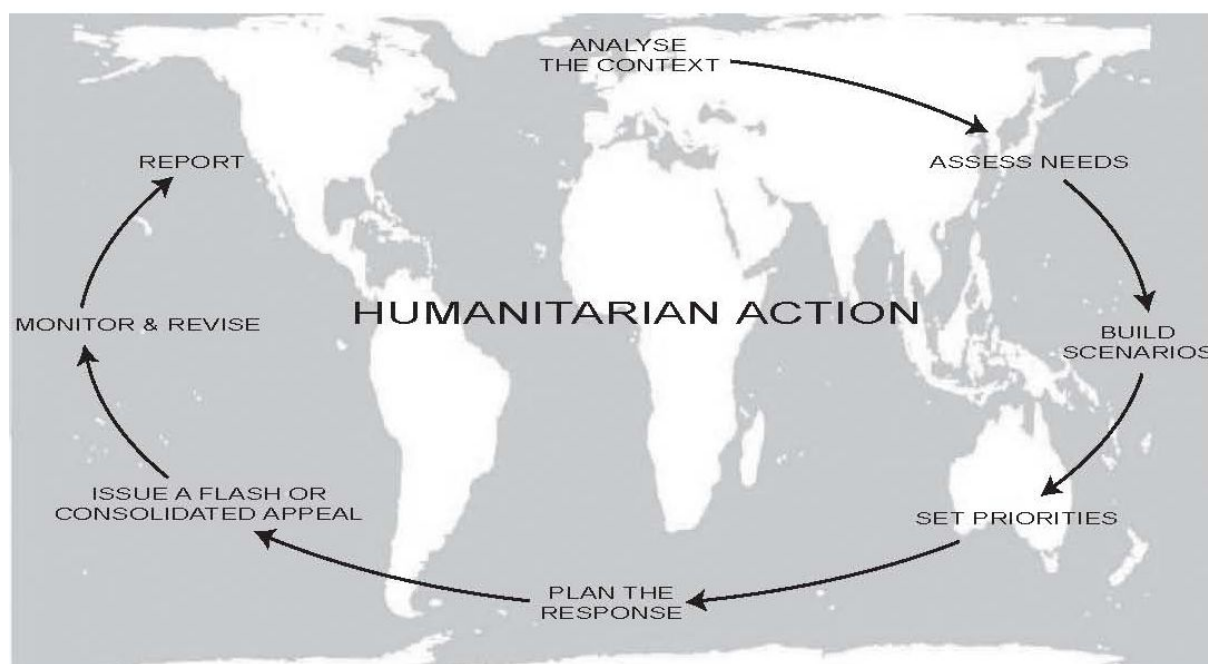 ANALYSE
THE CONTEXT
ASSESS NEEDS
BUILD
SCENARIOS
SET PRIORITIES
PLAN THE
RESPONSE
ISSUE A FLASH OR
CONSOLIDATED APPEAL
MONITOR & REVISE
REPORT
HUMANITARIAN ACTION